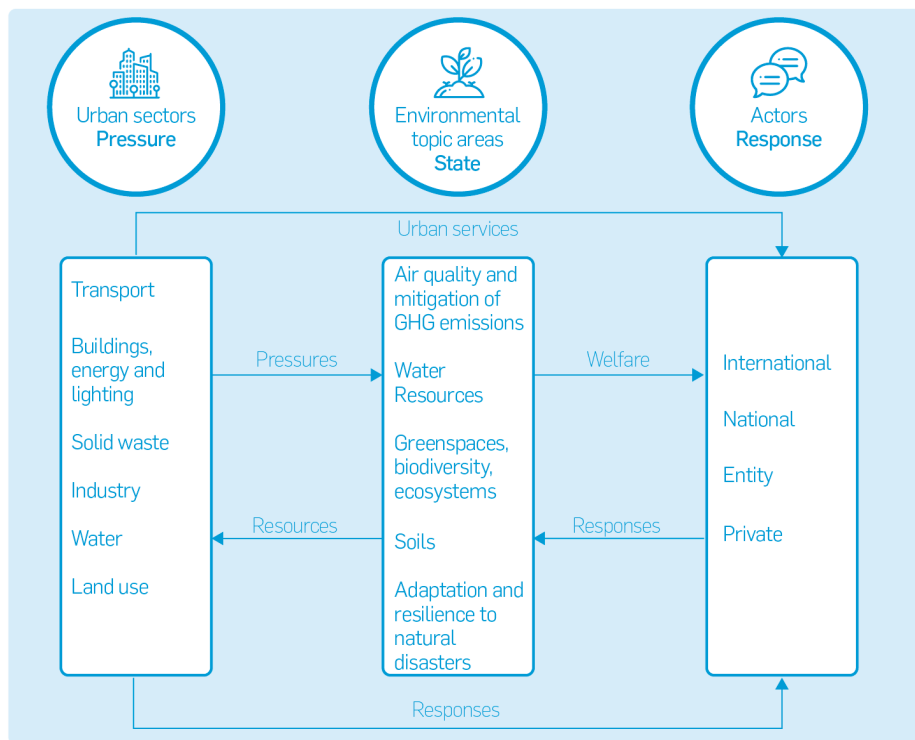 Urban sectors
Pressure
Environmental
topic areas
State
Actors
Response
Urban services
Transport
Buildings,
energy and
lighting
Solid waste
Industry
Water
Land use
Pressures
Resources
Air quality and
mitigation of
GHG emissions
Water
Resources
Greenspaces,
biodiversity,
ecosystems
Soils
Adaptation and
resilience to
natural
disasters
Welfare
Responses
International
National
Entity
Private
Responses